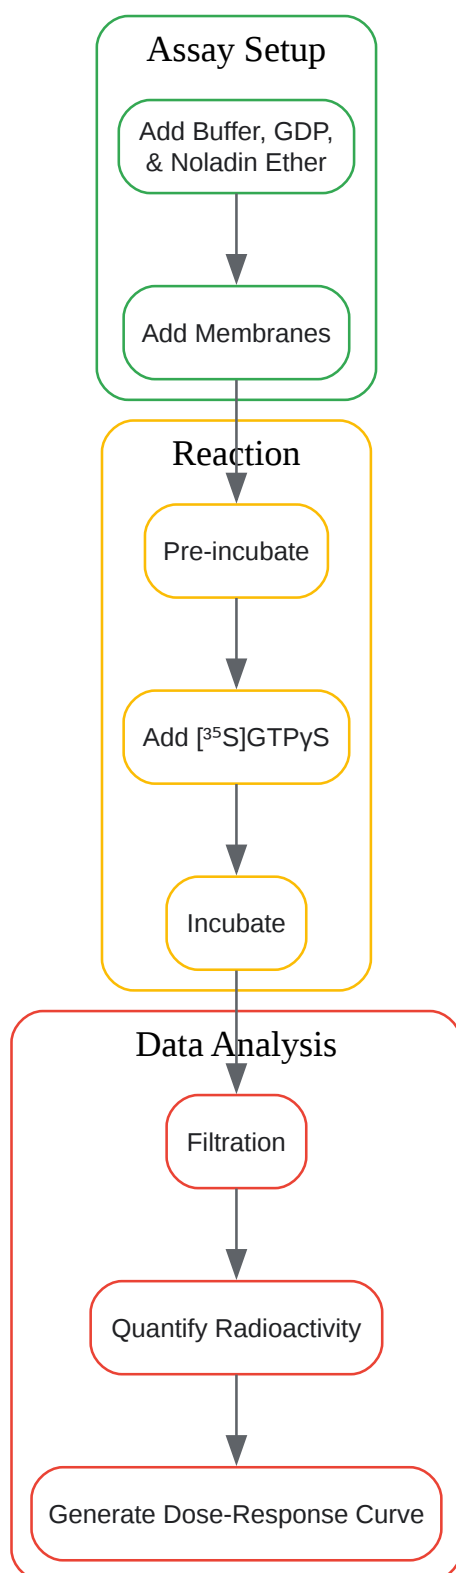 Assay Setup
Add Buffer, GDP,
& Noladin Ether
Add Membranes
Reaction
Pre-incubate
Add [³⁵S]GTPγS
Incubate
Data Analysis
Filtration
Quantify Radioactivity
Generate Dose-Response Curve